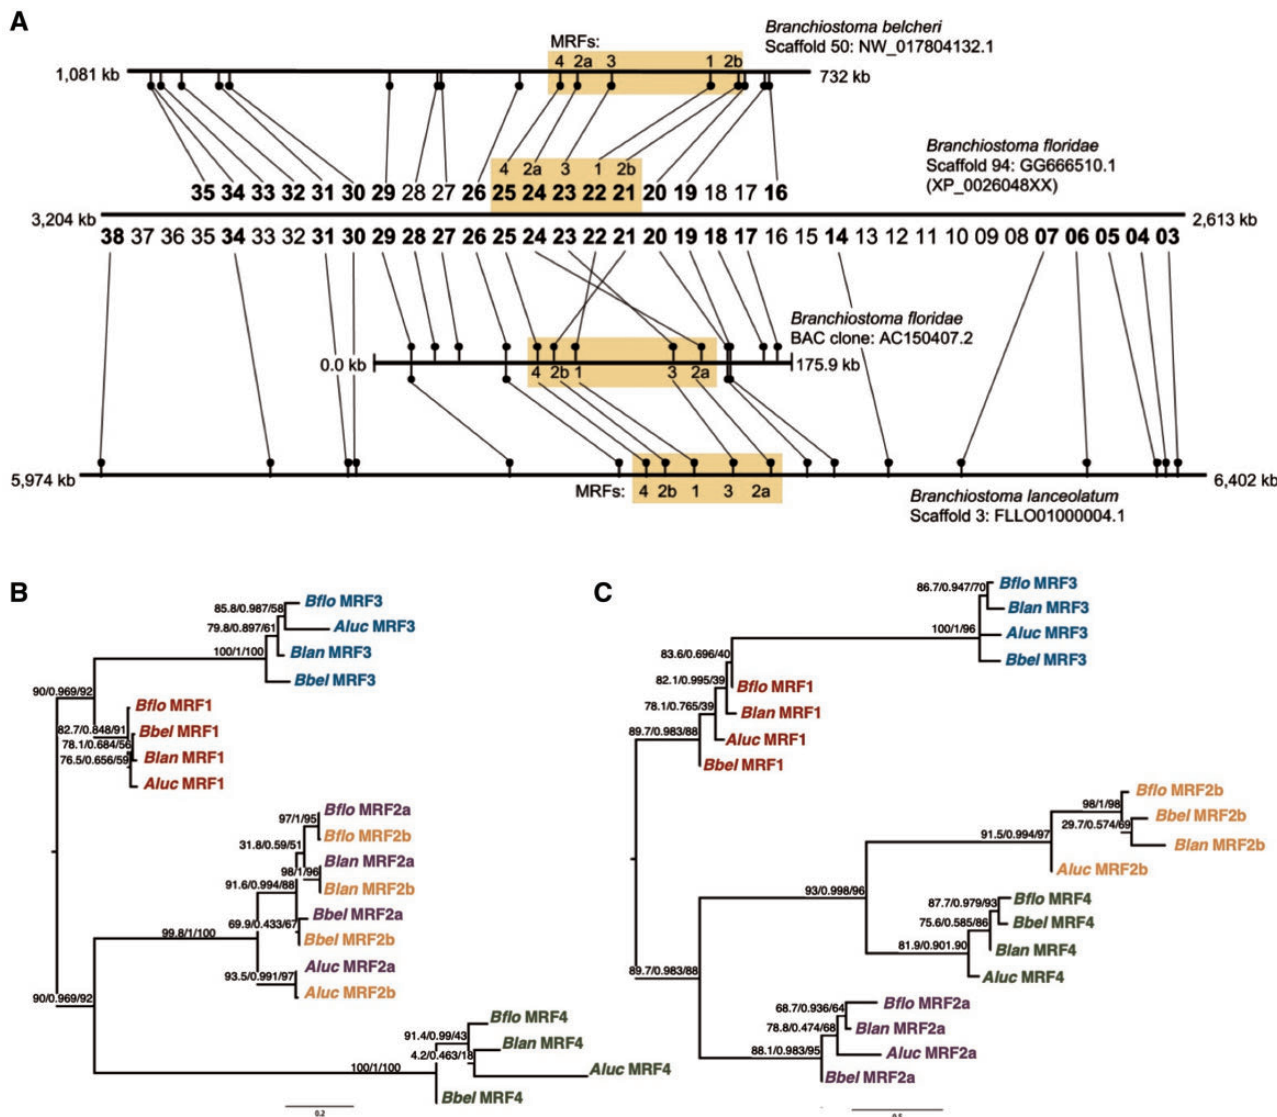 A
Branchiostoma belcheri
Scaffold 50: NW_017804132.1
MRFs:
4 2a 3 1 2b
1,081 kb
732 kb
Branchiostoma floridae
Scaffold 94: GG666510.1
(XP_0026048XX)
4 2a 3 1 2b
35 34 33 32 31 30 29 28 27 26 25 24 23 22 21 20 19 18 17 16
3,204 kb
2,613 kb
38 37 36 35 34 33 32 31 30 29 28 27 26 25 24 23 22 21 20 19 18 17 16 15 14 13 12 11 10 09 08 07 06 05 04 03
Branchiostoma floridae
BAC clone: AC150407.2
0.0 kb
175.9 kb
4 2b 1 3 2a
5,974 kb
6,402 kb
MRFs: 4 2b 1 3 2a
Branchiostoma lanceolatum
Scaffold 3: FLLO01000004.1
B
85.8/0.987/58
Bflo MRF3
79.8/0.897/61
Aluc MRF3
100/1/100
Blan MRF3
Bbel MRF3
90/0.969/92
Bflo MRF1
82.7/0.848/91
Bbel MRF1
78.1/0.684/56
Blan MRF1
76.5/0.656/59
Aluc MRF1
Bflo MRF2a
97/1/95
Bflo MRF2b
31.8/0.59/51
Blan MRF2a
98/1/96
Blan MRF2b
91.6/0.994/88
Bbel MRF2a
69.9/0.433/67
Bbel MRF2b
99.8/1/100
Aluc MRF2a
93.5/0.991/97
Aluc MRF2b
90/0.969/92
Bflo MRF4
91.4/0.99/43
Blan MRF4
4.2/0.463/18
Aluc MRF4
100/1/100
Bbel MRF4
0.2
C
86.7/0.947/70
Bflo MRF3
Blan MRF3
100/1/96
Aluc MRF3
Bbel MRF3
83.6/0.696/40
Bflo MRF1
82.1/0.995/39
Blan MRF1
78.1/0.765/39
Aluc MRF1
89.7/0.983/88
Bbel MRF1
98/1/98
Bflo MRF2b
Bbel MRF2b
29.7/0.574/69
Blan MRF2b
91.5/0.994/97
Aluc MRF2b
93/0.998/96
87.7/0.979/93
Bflo MRF4
75.6/0.585/86
Bbel MRF4
81.9/0.901.90
Blan MRF4
Aluc MRF4
89.7/0.983/88
68.7/0.936/64
Bflo MRF2a
78.8/0.474/68
Blan MRF2a
88.1/0.983/95
Aluc MRF2a
Bbel MRF2a
0.5